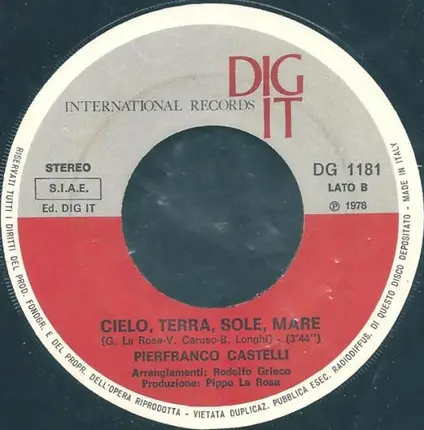 DIG
IT
INTERNATIONAL RECORDS
STEREO
S.I.A.E.
Ed. DIG IT
DG 1181
LATO B
Ⓟ 1978
CIELO, TERRA, SOLE, MARE
(G. La Rosa-V. Caruso-B. Longhi) - (3'44")
PIERFRANCO CASTELLI
Arrangiamenti: Rodolfo Grieco
Produzione: Pippo La Rosa
RISERVATI TUTTI I DIRITTI DEL PROD. FONOGR. E DEL PROPR. DELL'OPERA RIPRODOTTA - VIETATA DUPLICAZ. PUBBLICA ESEC. RADIODIFFUS. DI QUESTO DISCO DEPOSITATO - MADE IN ITALY